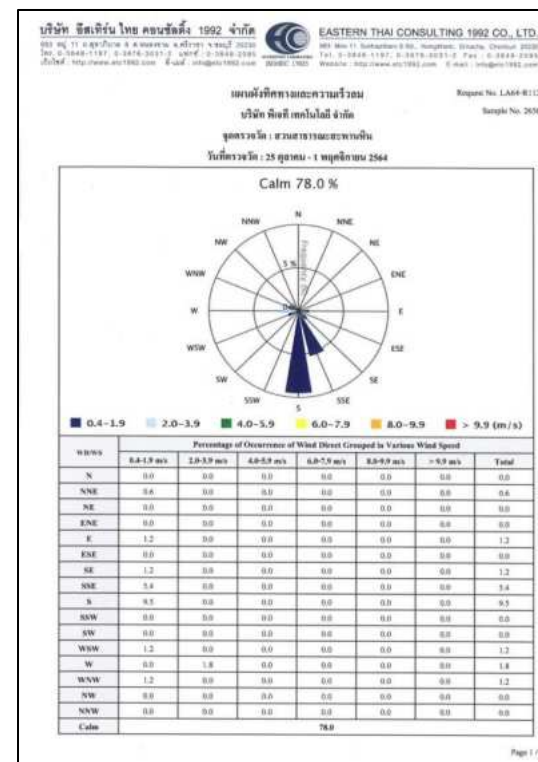 บริษัท อีสเทิร์น ไทย คอนซัลติ้ง 1992 จำกัด
EASTERN THAI CONSULTING 1992 CO., LTD.
แผนผังทิศทางและความเร็วลม
Request No. LA64-R112
บริษัท พีเอที เทคโนโลยี จำกัด
Sample No. 2650
จุดตรวจวัด : สวนสาธารณะสะพานหิน
วันที่ตรวจวัด : 25 ตุลาคม - 1 พฤศจิกายน 2564
Calm 78.0 %
N
NNW NNE
NW NE
WNW ENE
5 %
W E
WSW ESE
SW SE
SSW SSE
S
0.4-1.9 2.0-3.9 4.0-5.9 6.0-7.9 8.0-9.9 > 9.9 (m/s)
WD/WS Percentage of Occurrence of Wind Direct Grouped in Various Wind Speed
0.4-1.9 m/s 2.0-3.9 m/s 4.0-5.9 m/s 6.0-7.9 m/s 8.0-9.9 m/s > 9.9 m/s Total
N 0.0 0.0 0.0 0.0 0.0 0.0 0.0
NNE 0.6 0.0 0.0 0.0 0.0 0.0 0.6
NE 0.0 0.0 0.0 0.0 0.0 0.0 0.0
ENE 0.0 0.0 0.0 0.0 0.0 0.0 0.0
E 1.2 0.0 0.0 0.0 0.0 0.0 1.2
ESE 0.0 0.0 0.0 0.0 0.0 0.0 0.0
SE 1.2 0.0 0.0 0.0 0.0 0.0 1.2
SSE 5.4 0.0 0.0 0.0 0.0 0.0 5.4
S 9.5 0.0 0.0 0.0 0.0 0.0 9.5
SSW 0.0 0.0 0.0 0.0 0.0 0.0 0.0
SW 0.0 0.0 0.0 0.0 0.0 0.0 0.0
WSW 1.2 0.0 0.0 0.0 0.0 0.0 1.2
W 0.0 1.8 0.0 0.0 0.0 0.0 1.8
WNW 1.2 0.0 0.0 0.0 0.0 0.0 1.2
NW 0.0 0.0 0.0 0.0 0.0 0.0 0.0
NNW 0.0 0.0 0.0 0.0 0.0 0.0 0.0
Calm 78.0
Page 1 /